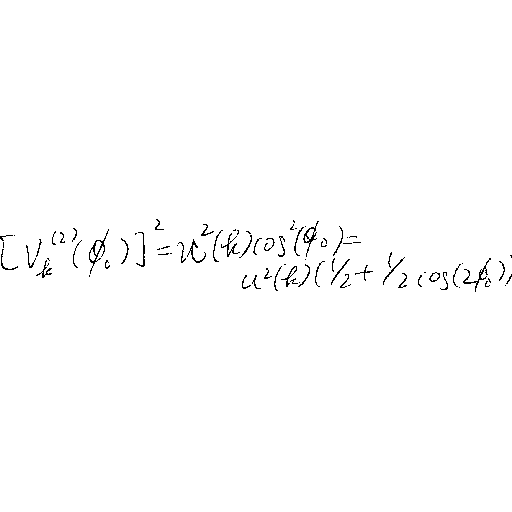 [V_k^{(2)}(ϕ_0)]^2 = u^2(k) cos^2(ϕ_0) =
u^2(k)(1/2 + 1/2 cos(2ϕ_0))